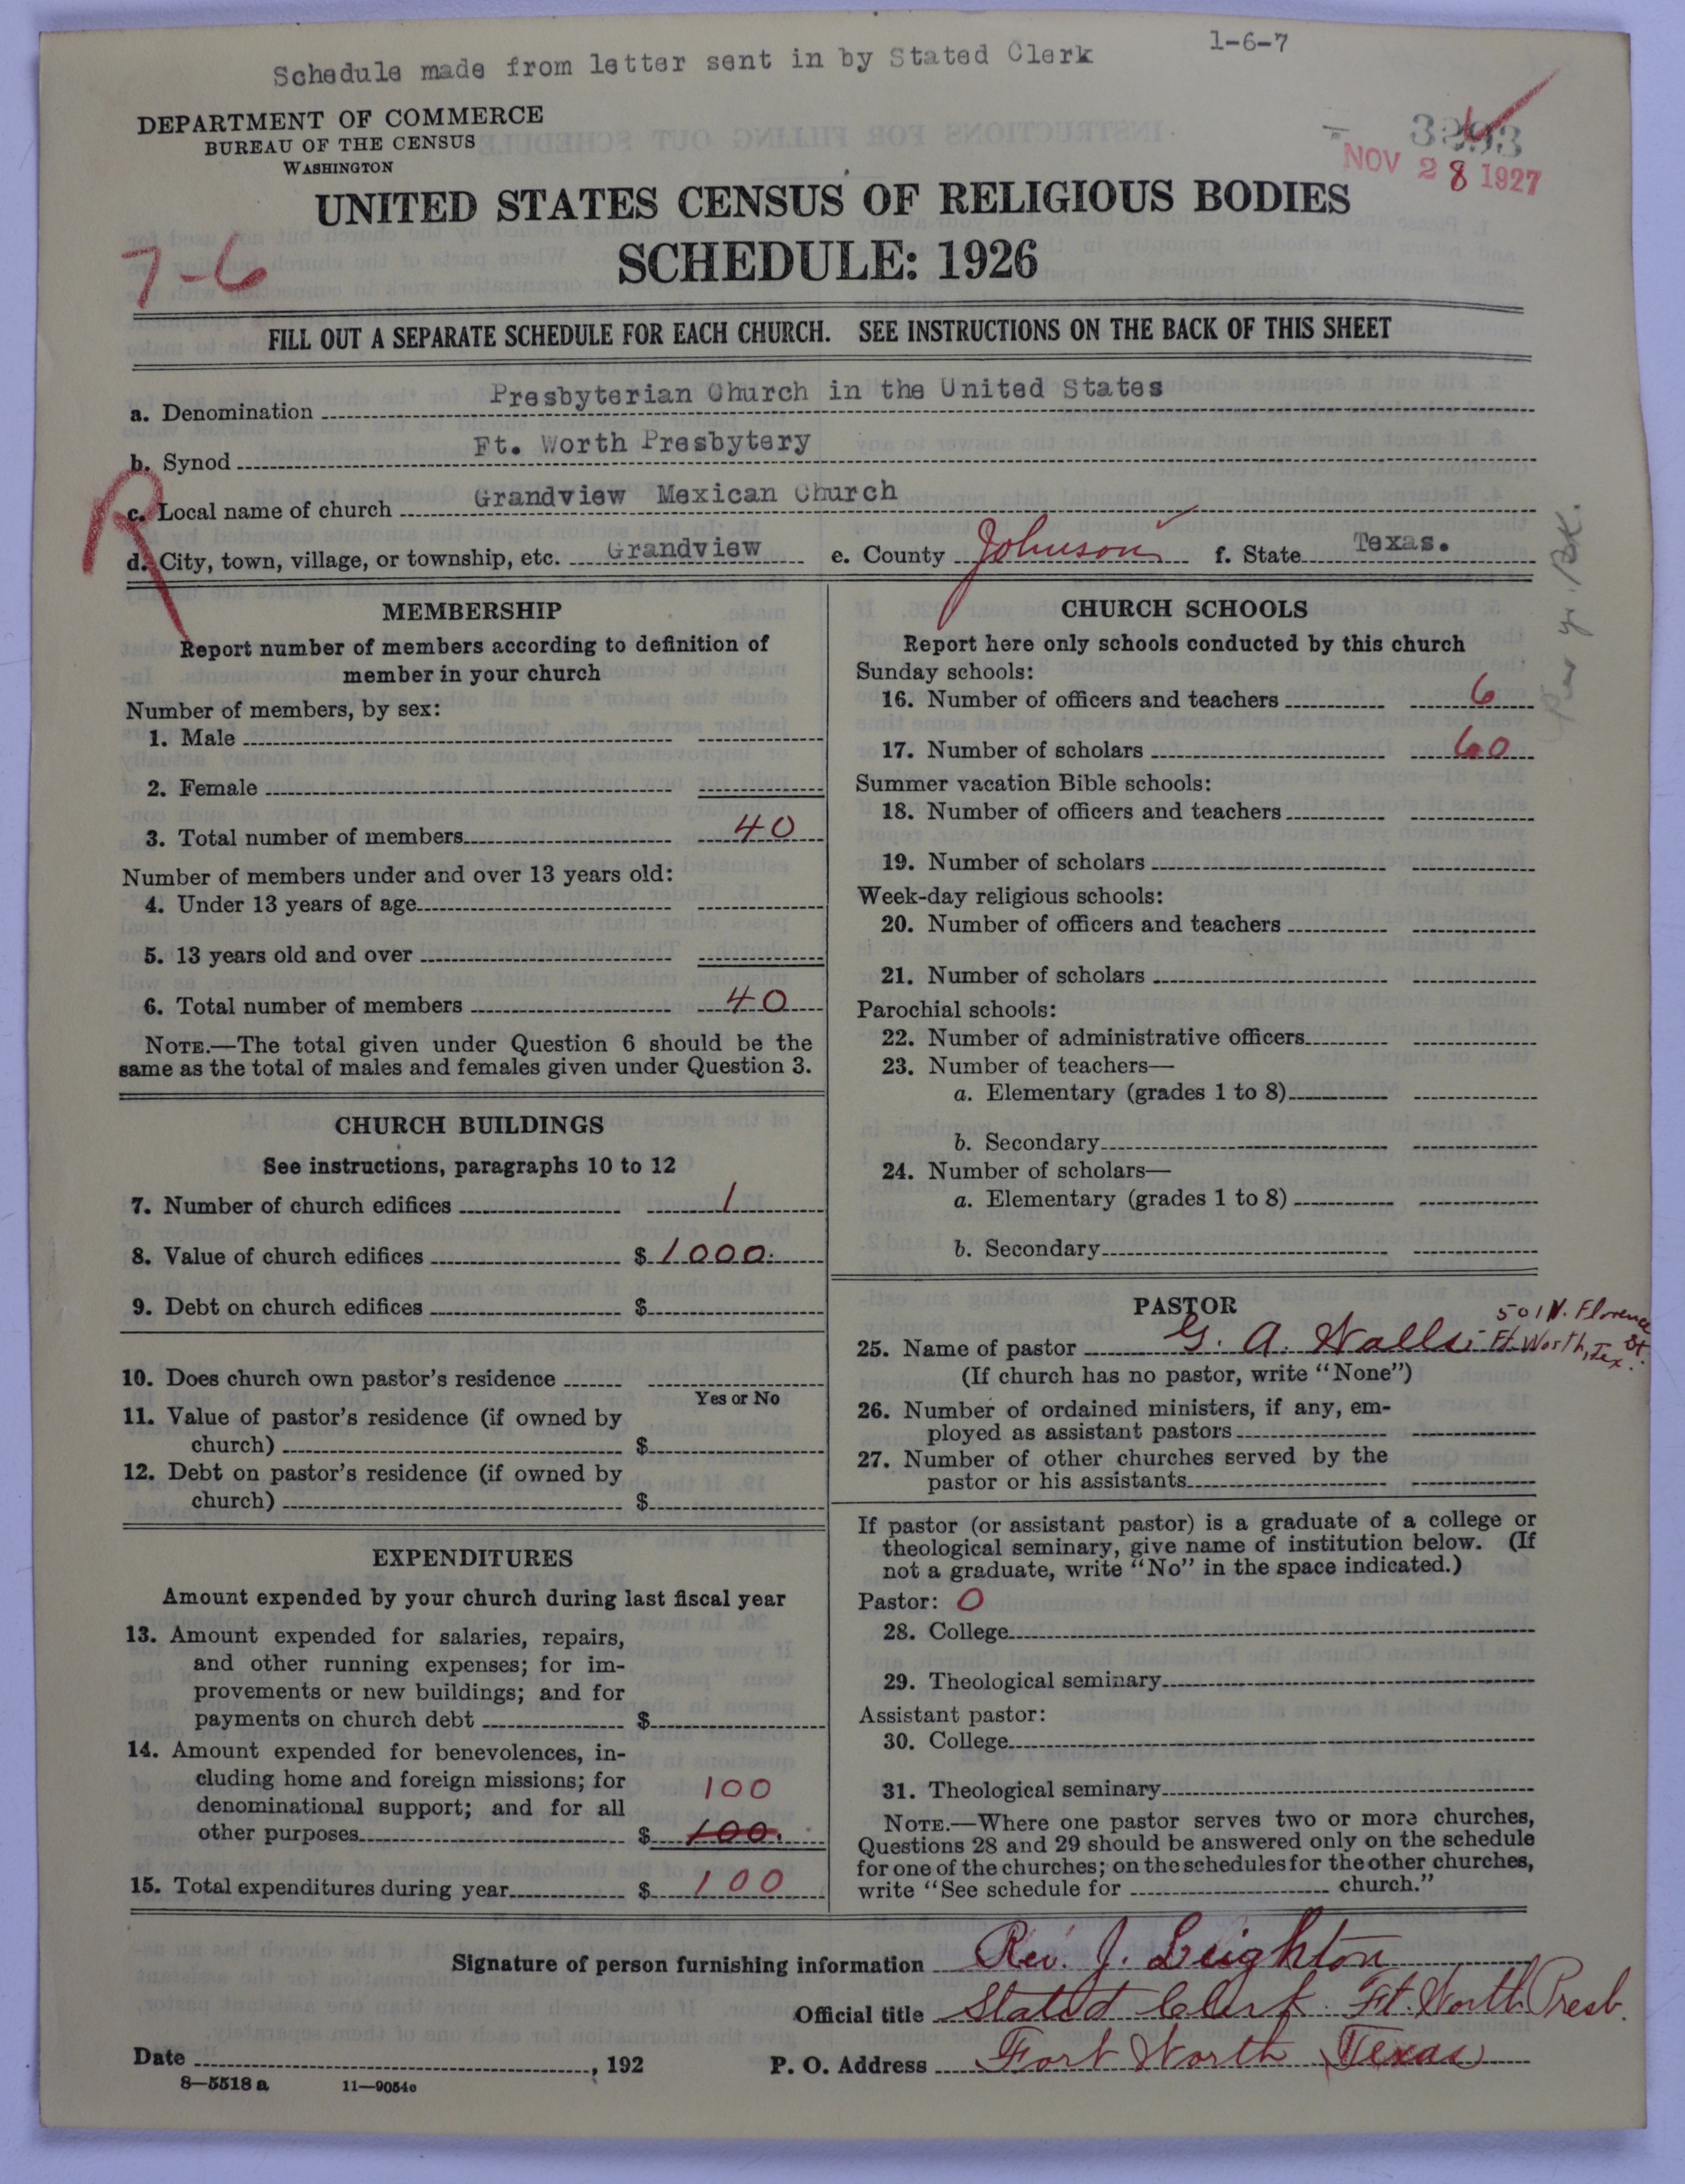 Schedule made from letter sent in by Stated Clerk
1-6-7
DEPARTMENT OF COMMERCE
BUREAU OF THE CENSUS
WASHINGTON
NOV 28 1927
UNITED STATES CENSUS OF RELIGIOUS BODIES
SCHEDULE: 1926
7-6
FILL OUT A SEPARATE SCHEDULE FOR EACH CHURCH. SEE INSTRUCTIONS ON THE BACK OF THIS SHEET
a. Denomination Presbyterian Church in the United States
b. Synod Ft. Worth Presbytery
R
c. Local name of church Grandview Mexican Church
d. City, town, village, or township, etc. Grandview e. County Johnson f. State Texas.
MEMBERSHIP
Report number of members according to definition of
member in your church
Number of members, by sex:
1. Male
2. Female
3. Total number of members 40
Number of members under and over 13 years old:
4. Under 13 years of age
5. 13 years old and over
6. Total number of members 40
NOTE.—The total given under Question 6 should be the
same as the total of males and females given under Question 3.
CHURCH BUILDINGS
See instructions, paragraphs 10 to 12
7. Number of church edifices 1
8. Value of church edifices $ 1000.
9. Debt on church edifices $
10. Does church own pastor's residence
Yes or No
11. Value of pastor's residence (if owned by
church) $
12. Debt on pastor's residence (if owned by
church) $
EXPENDITURES
Amount expended by your church during last fiscal year
13. Amount expended for salaries, repairs,
and other running expenses; for im-
provements or new buildings; and for
payments on church debt $
14. Amount expended for benevolences, in-
cluding home and foreign missions; for 100
denominational support; and for all
other purposes $ 100.
15. Total expenditures during year $ 100
CHURCH SCHOOLS
Report here only schools conducted by this church
Sunday schools:
16. Number of officers and teachers 6
17. Number of scholars 60
Summer vacation Bible schools:
18. Number of officers and teachers
19. Number of scholars
Week-day religious schools:
20. Number of officers and teachers
21. Number of scholars
Parochial schools:
22. Number of administrative officers
23. Number of teachers—
a. Elementary (grades 1 to 8)
b. Secondary
24. Number of scholars—
a. Elementary (grades 1 to 8)
b. Secondary
PASTOR
501 N. Florence St.
25. Name of pastor G. A. Walls; Ft. Worth, Tex.
(If church has no pastor, write "None")
26. Number of ordained ministers, if any, em-
ployed as assistant pastors
27. Number of other churches served by the
pastor or his assistants
If pastor (or assistant pastor) is a graduate of a college or
theological seminary, give name of institution below. (If
not a graduate, write "No" in the space indicated.)
Pastor: O
28. College
29. Theological seminary
Assistant pastor:
30. College
31. Theological seminary
NOTE.—Where one pastor serves two or more churches,
Questions 28 and 29 should be answered only on the schedule
for one of the churches; on the schedules for the other churches,
write "See schedule for church."
Signature of person furnishing information Rev. J. Leighton
Official title Stated Clerk Ft. Worth Presb.
Date , 192 P. O. Address Fort Worth Texas
8—5518 a 11—9054c